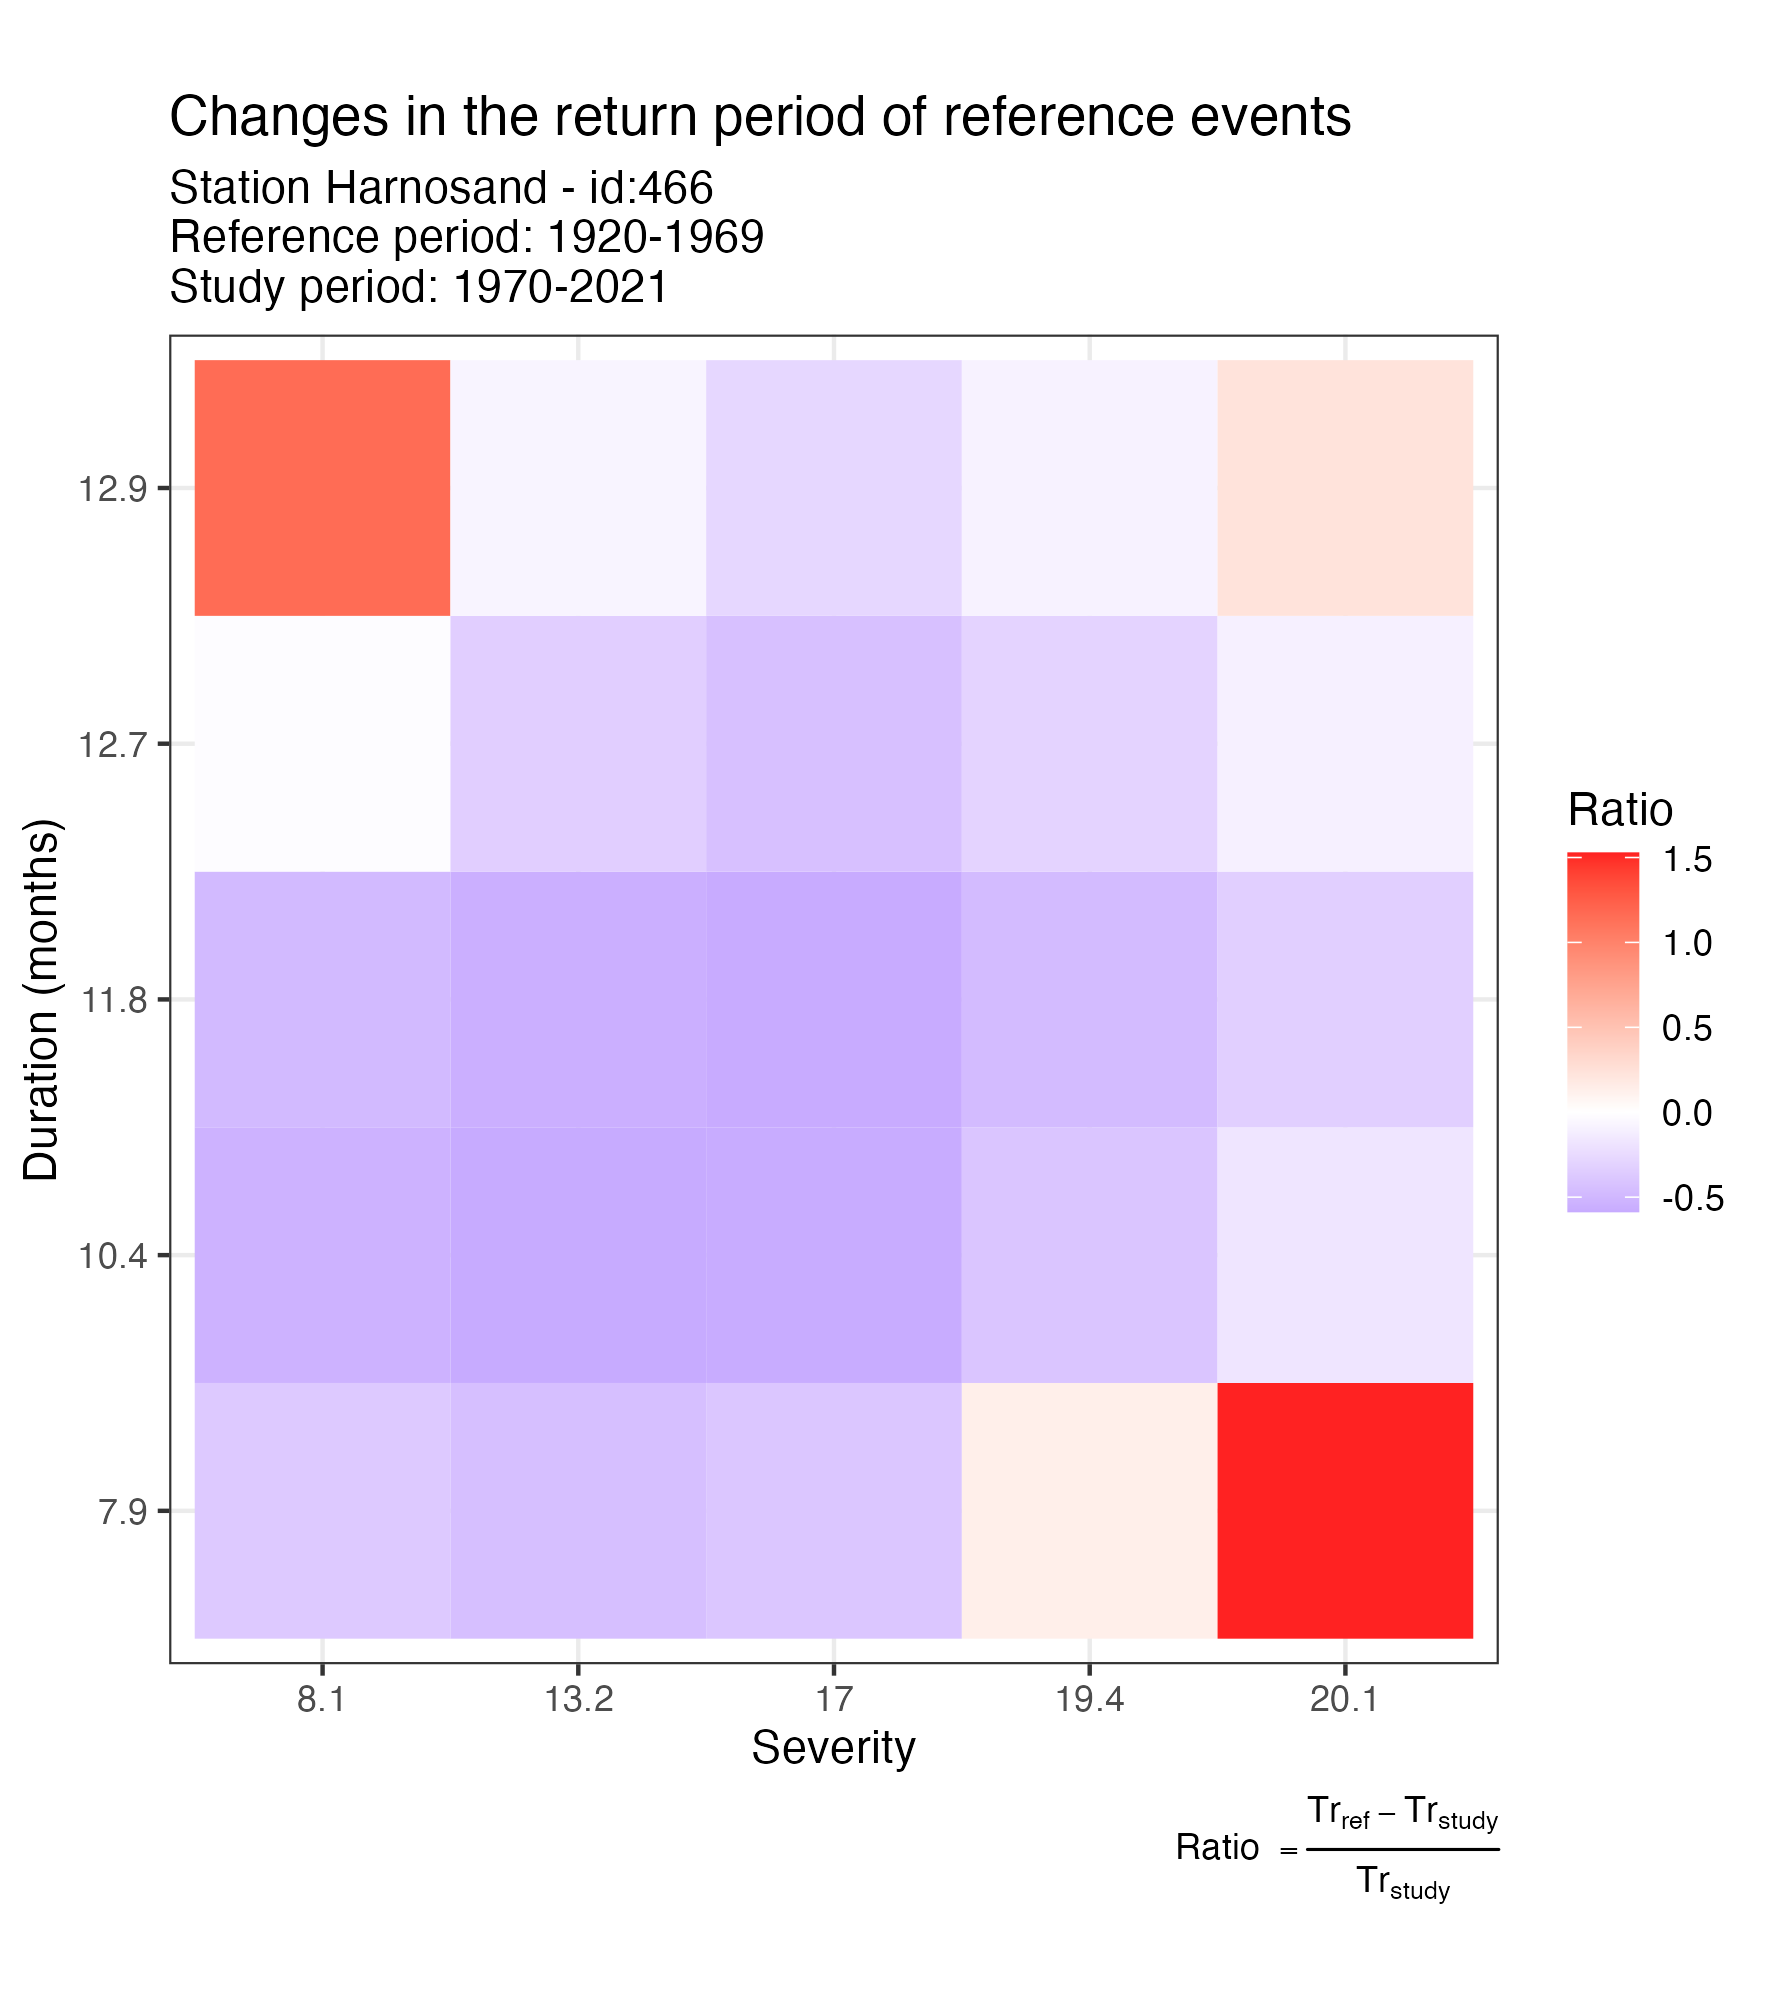 Changes in the return period of reference events
Station Harnosand - id:466
Reference period: 1920-1969
Study period: 1970-2021
12.9
12.7
11.8
10.4
7.9
Duration (months)
8.1 13.2 17 19.4 20.1
Severity
Ratio
1.5
1.0
0.5
0.0
-0.5
Tr_ref − Tr_study
Ratio =
Tr_study